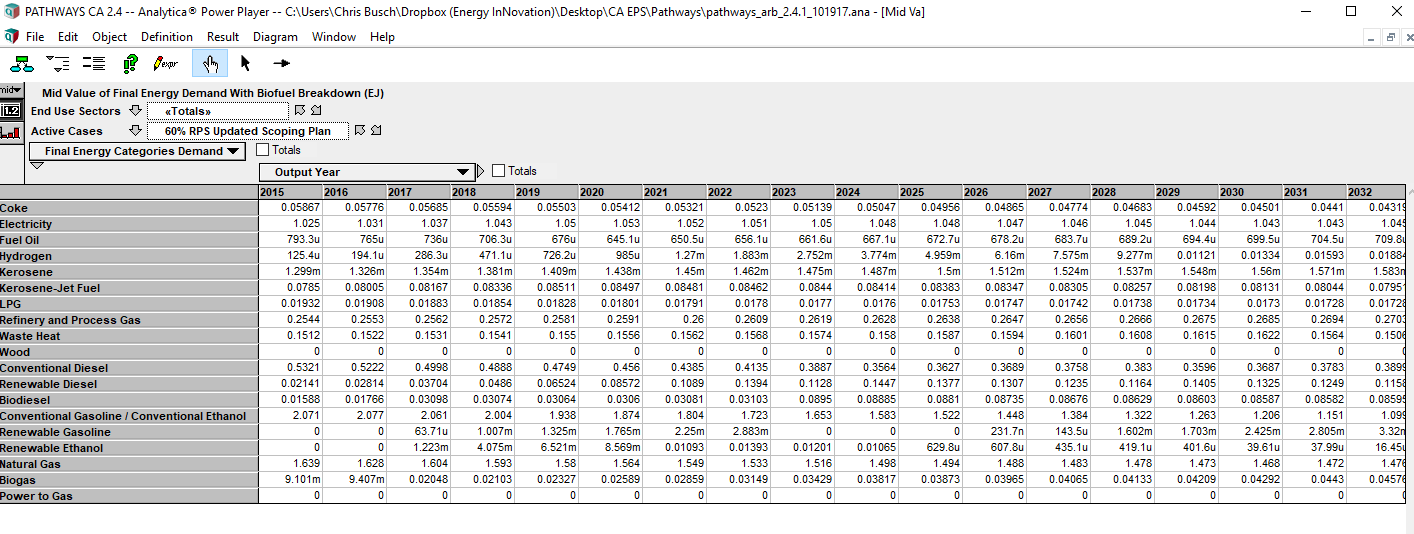 PATHWAYS CA 2.4 -- Analytica® Power Player -- C:\Users\Chris Busch\Dropbox (Energy InNovation)\Desktop\CA EPS\Pathways\pathways_arb_2.4.1_101917.ana - [Mid Va]
File Edit Object Definition Result Diagram Window Help
expr
mid
Mid Value of Final Energy Demand With Biofuel Breakdown (EJ)
1.2 End Use Sectors «Totals»
Active Cases 60% RPS Updated Scoping Plan
Final Energy Categories Demand Totals
Output Year Totals
2015 2016 2017 2018 2019 2020 2021 2022 2023 2024 2025 2026 2027 2028 2029 2030 2031 2032
Coke 0.05867 0.05776 0.05685 0.05594 0.05503 0.05412 0.05321 0.0523 0.05139 0.05047 0.04956 0.04865 0.04774 0.04683 0.04592 0.04501 0.0441 0.04319
Electricity 1.025 1.031 1.037 1.043 1.05 1.053 1.052 1.051 1.05 1.048 1.048 1.047 1.046 1.045 1.044 1.043 1.043 1.045
Fuel Oil 793.3u 765u 736u 706.3u 676u 645.1u 650.5u 656.1u 661.6u 667.1u 672.7u 678.2u 683.7u 689.2u 694.4u 699.5u 704.5u 709.8u
Hydrogen 125.4u 194.1u 286.3u 471.1u 726.2u 985u 1.27m 1.883m 2.752m 3.774m 4.959m 6.16m 7.575m 9.277m 0.01121 0.01334 0.01593 0.01884
Kerosene 1.299m 1.326m 1.354m 1.381m 1.409m 1.438m 1.45m 1.462m 1.475m 1.487m 1.5m 1.512m 1.524m 1.537m 1.548m 1.56m 1.571m 1.583m
Kerosene-Jet Fuel 0.0785 0.08005 0.08167 0.08336 0.08511 0.08497 0.08481 0.08462 0.0844 0.08414 0.08383 0.08347 0.08305 0.08257 0.08198 0.08131 0.08044 0.07951
LPG 0.01932 0.01908 0.01883 0.01854 0.01828 0.01801 0.01791 0.0178 0.0177 0.0176 0.01753 0.01747 0.01742 0.01738 0.01734 0.0173 0.01728 0.01728
Refinery and Process Gas 0.2544 0.2553 0.2562 0.2572 0.2581 0.2591 0.26 0.2609 0.2619 0.2628 0.2638 0.2647 0.2656 0.2666 0.2675 0.2685 0.2694 0.2703
Waste Heat 0.1512 0.1522 0.1531 0.1541 0.155 0.1556 0.1562 0.1568 0.1574 0.158 0.1587 0.1594 0.1601 0.1608 0.1615 0.1622 0.1564 0.1506
Wood 0 0 0 0 0 0 0 0 0 0 0 0 0 0 0 0 0 0
Conventional Diesel 0.5321 0.5222 0.4998 0.4888 0.4749 0.456 0.4385 0.4135 0.3887 0.3564 0.3627 0.3689 0.3758 0.383 0.3596 0.3687 0.3783 0.3899
Renewable Diesel 0.02141 0.02814 0.03704 0.0486 0.06524 0.08572 0.1089 0.1394 0.1128 0.1447 0.1377 0.1307 0.1235 0.1164 0.1405 0.1325 0.1249 0.1158
Biodiesel 0.01588 0.01766 0.03098 0.03074 0.03064 0.0306 0.03081 0.03103 0.0895 0.08885 0.0881 0.08735 0.08676 0.08629 0.08603 0.08587 0.08582 0.08595
Conventional Gasoline / Conventional Ethanol 2.071 2.077 2.061 2.004 1.938 1.874 1.804 1.723 1.653 1.583 1.522 1.448 1.384 1.322 1.263 1.206 1.151 1.099
Renewable Gasoline 0 0 63.71u 1.007m 1.325m 1.765m 2.25m 2.883m 0 0 0 231.7n 143.5u 1.602m 1.703m 2.425m 2.805m 3.32m
Renewable Ethanol 0 0 1.223m 4.075m 6.521m 8.569m 0.01093 0.01393 0.01201 0.01065 629.8u 607.8u 435.1u 419.1u 401.6u 39.61u 37.99u 16.45u
Natural Gas 1.639 1.628 1.604 1.593 1.58 1.564 1.549 1.533 1.516 1.498 1.494 1.488 1.483 1.478 1.473 1.468 1.472 1.476
Biogas 9.101m 9.407m 0.02048 0.02103 0.02327 0.02589 0.02859 0.03149 0.03429 0.03817 0.03873 0.03965 0.04065 0.04133 0.04209 0.04292 0.0443 0.04576
Power to Gas 0 0 0 0 0 0 0 0 0 0 0 0 0 0 0 0 0 0